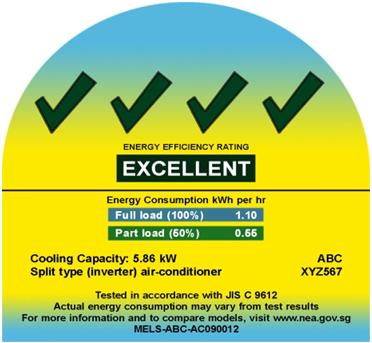 ENERGY EFFICIENCY RATING
EXCELLENT
Energy Consumption kWh per hr
Full load (100%) 1.10
Part load (50%) 0.55
Cooling Capacity: 5.86 kW ABC
Split type (inverter) air-conditioner XYZ567
Tested in accordance with JIS C 9612
Actual energy consumption may vary from test results
For more information and to compare models, visit www.nea.gov.sg
MELS-ABC-AC090012